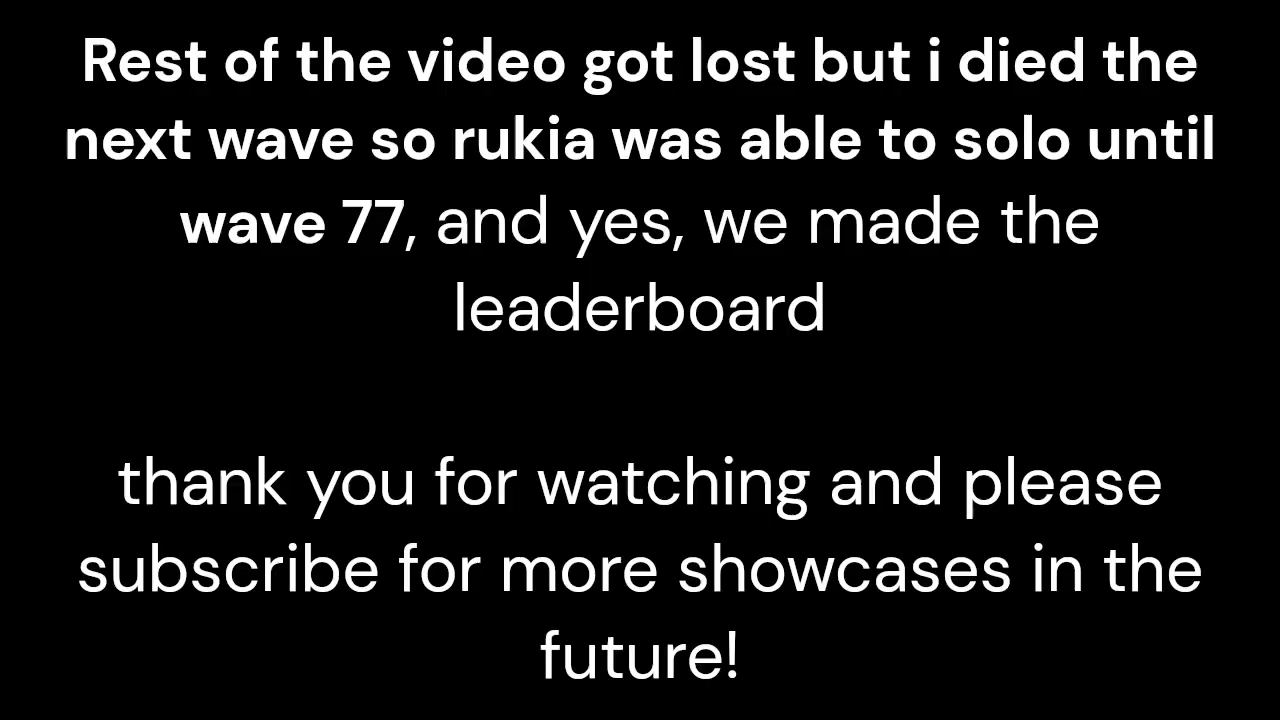 Rest of the video got lost but i died the
next wave so rukia was able to solo until
wave 77, and yes, we made the
leaderboard
thank you for watching and please
subscribe for more showcases in the
future!